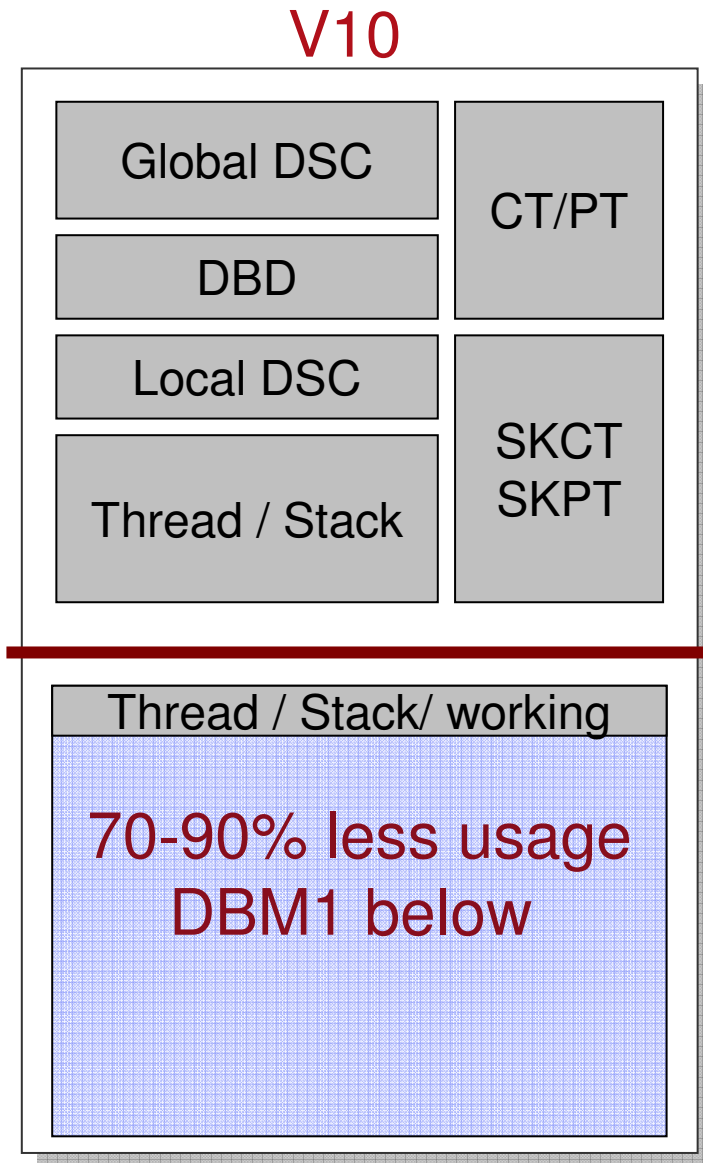 V10
Global DSC
CT/PT
DBD
Local DSC
SKCT
SKPT
Thread / Stack
Thread / Stack/ working
70-90% less usage
DBM1 below